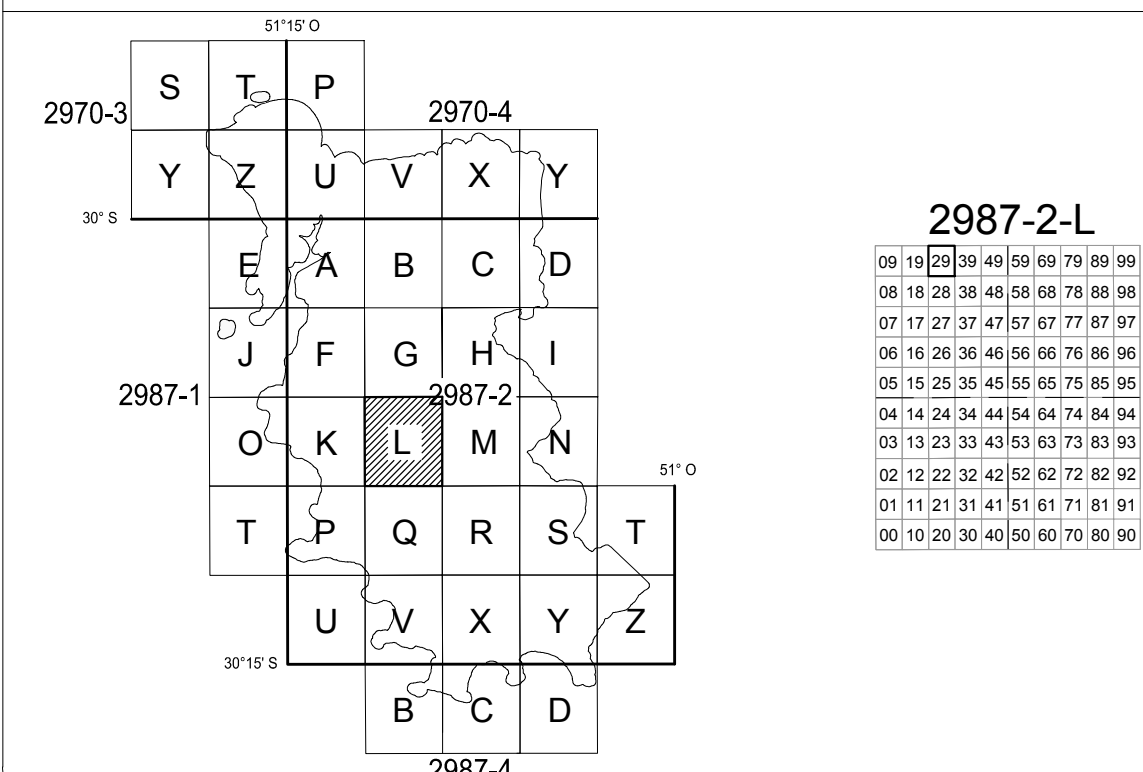 51°15' O
S T P
2970-3 2970-4
Y Z U V X Y
30° S
E A B C D
J F G H I
2987-1 2987-2
O K L M N
51° O
T P Q R S T
U V X Y Z
30°15' S
B C D
2987-4
2987-2-L
09 19 29 39 49 59 69 79 89 99
08 18 28 38 48 58 68 78 88 98
07 17 27 37 47 57 67 77 87 97
06 16 26 36 46 56 66 76 86 96
05 15 25 35 45 55 65 75 85 95
04 14 24 34 44 54 64 74 84 94
03 13 23 33 43 53 63 73 83 93
02 12 22 32 42 52 62 72 82 92
01 11 21 31 41 51 61 71 81 91
00 10 20 30 40 50 60 70 80 90